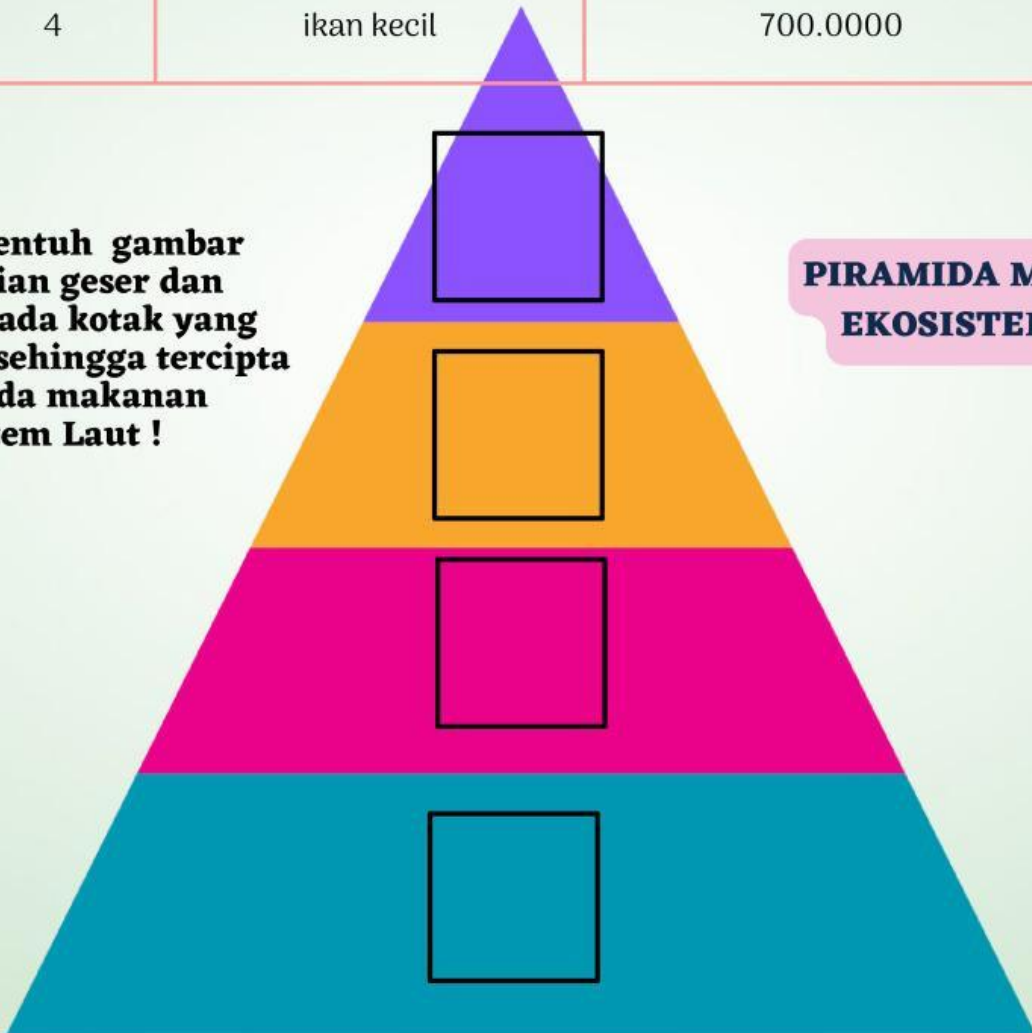 4 ikan kecil 700.0000
entuh gambar
ian geser dan
ada kotak yang
sehingga tercipta
da makanan
em Laut !
PIRAMIDA M
EKOSISTE